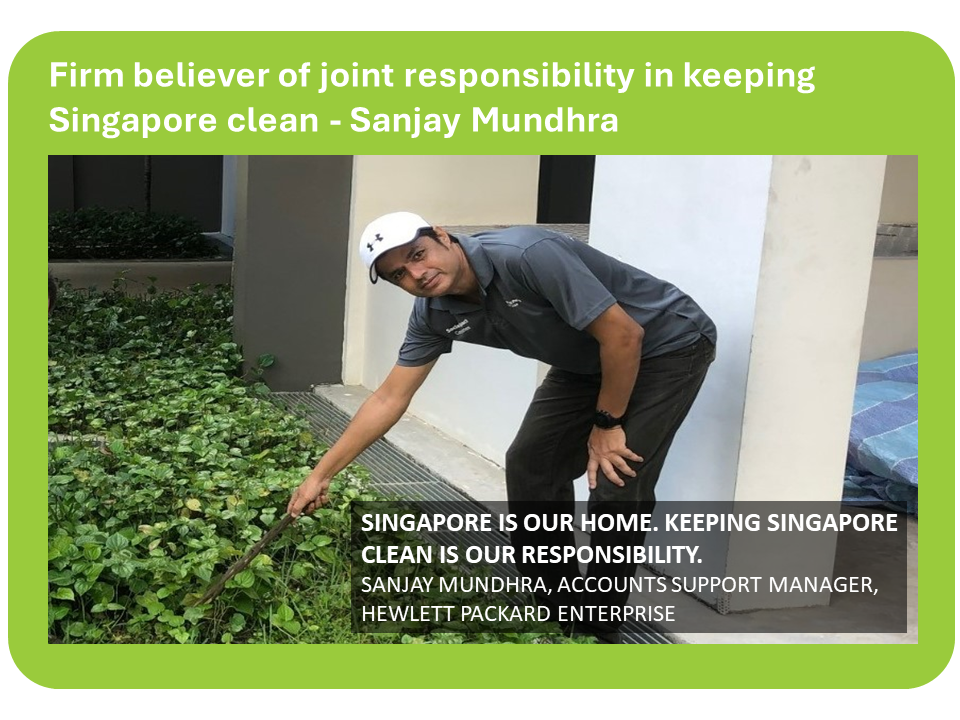 Firm believer of joint responsibility in keeping
Singapore clean - Sanjay Mundhra
SINGAPORE IS OUR HOME. KEEPING SINGAPORE
CLEAN IS OUR RESPONSIBILITY.
SANJAY MUNDHRA, ACCOUNTS SUPPORT MANAGER,
HEWLETT PACKARD ENTERPRISE